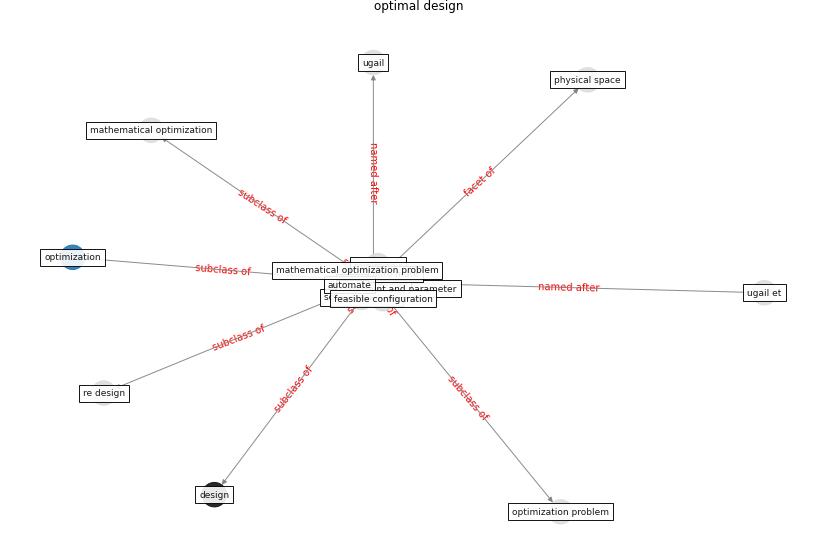 optimal design
ugail
physical space
named after
mathematical optimization
facet of
subclass of
optimization
subclass of
mathematical optimization problem
automate
nt and parameter
feasible configuration
named after
ugail et
subclass of
re design
subclass of
subclass of
design
optimization problem